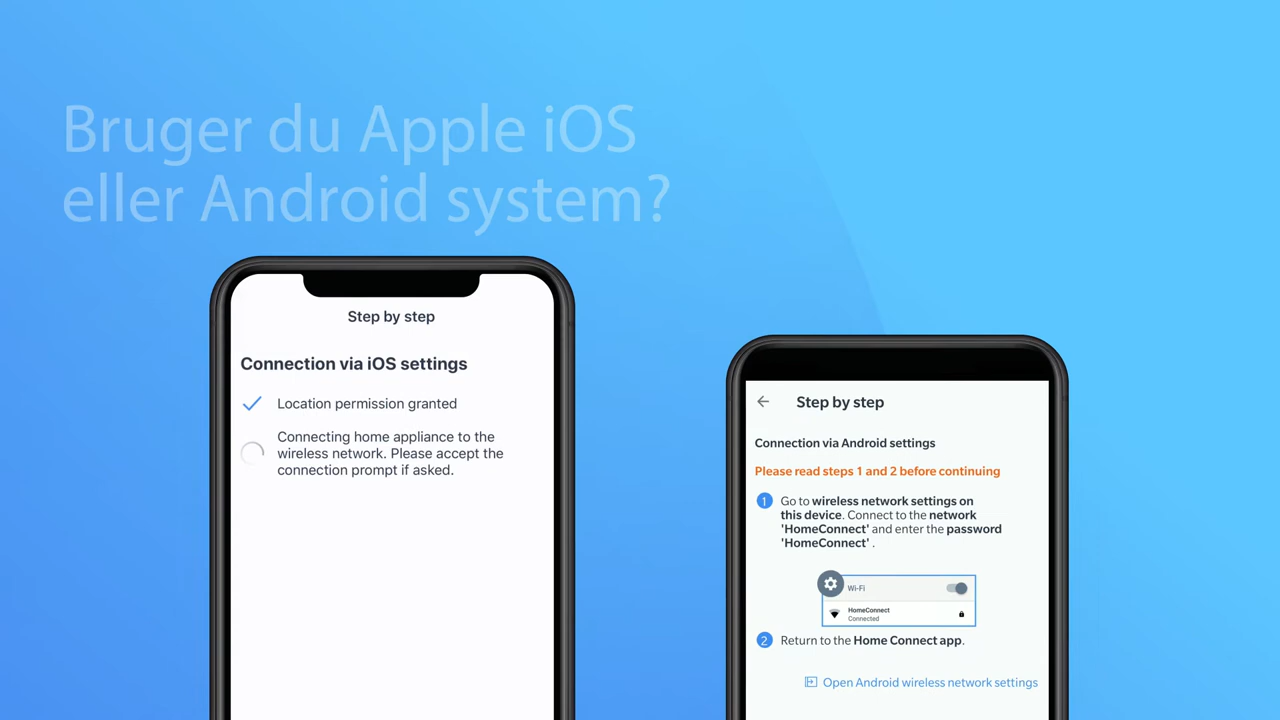 Bruger du Apple iOS
eller Android system?
Step by step
Connection via iOS settings
Location permission granted
Connecting home appliance to the
wireless network. Please accept the
connection prompt if asked.
Step by step
Connection via Android settings
Please read steps 1 and 2 before continuing
1 Go to wireless network settings on
this device. Connect to the network
'HomeConnect' and enter the password
'HomeConnect' .
Wi-Fi
HomeConnect
Connected
2 Return to the Home Connect app.
Open Android wireless network settings